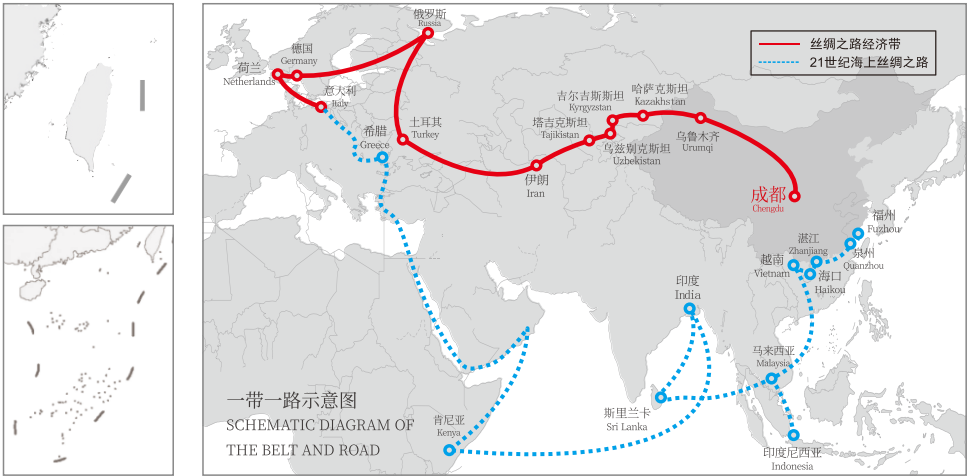 俄罗斯
Russia
德国
Germany
荷兰
Netherlands
意大利
Italy
希腊
Greece
土耳其
Turkey
伊朗
Iran
塔吉克斯坦
Tajikistan
吉尔吉斯斯坦
Kyrgyzstan
乌兹别克斯坦
Uzbekistan
哈萨克斯坦
Kazakhstan
乌鲁木齐
Urumqi
丝绸之路经济带
21世纪海上丝绸之路
成都
Chengdu
福州
Fuzhou
泉州
Quanzhou
湛江
Zhanjiang
海口
Haikou
越南
Vietnam
印度
India
马来西亚
Malaysia
斯里兰卡
Sri Lanka
肯尼亚
Kenya
印度尼西亚
Indonesia
一带一路示意图
SCHEMATIC DIAGRAM OF
THE BELT AND ROAD